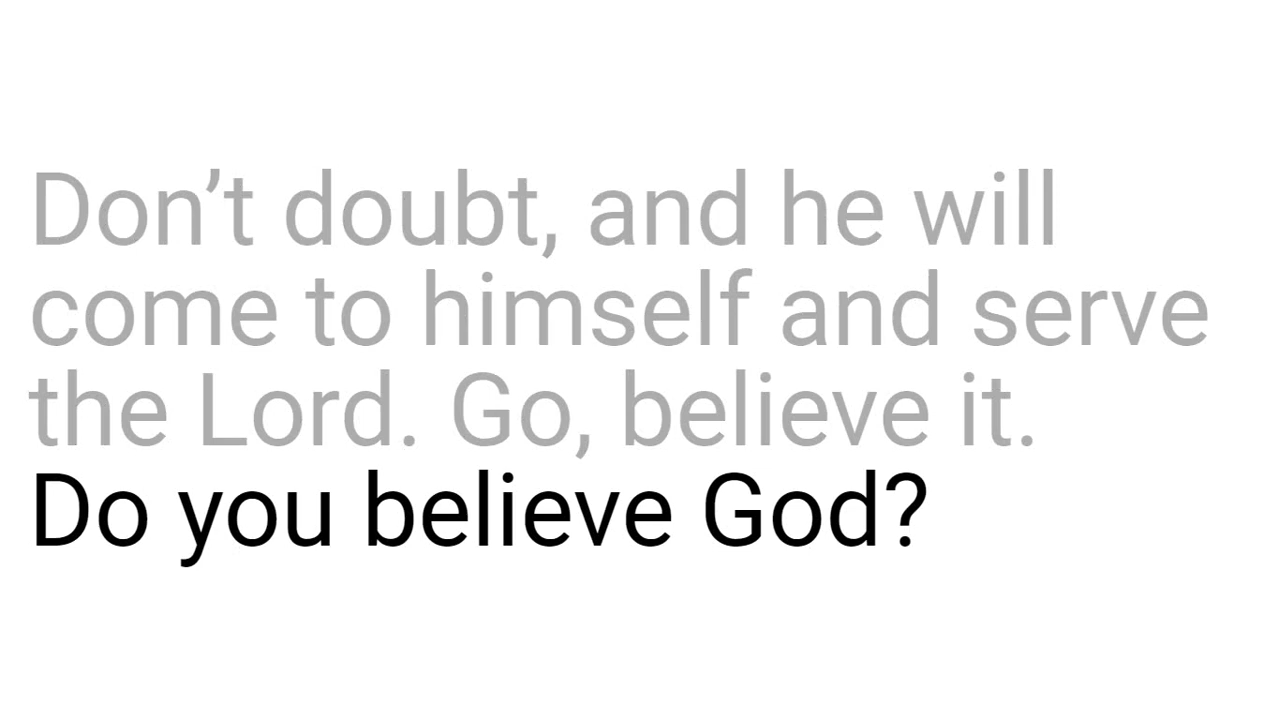 Don’t doubt, and he will
come to himself and serve
the Lord. Go, believe it.
Do you believe God?